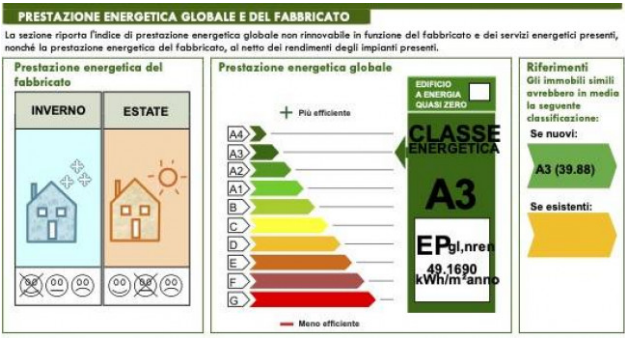 PRESTAZIONE ENERGETICA GLOBALE E DEL FABBRICATO
La sezione riporta l'indice di prestazione energetica globale non rinnovabile in funzione del fabbricato e dei servizi energetici presenti,
nonché la prestazione energetica del fabbricato, al netto dei rendimenti degli impianti presenti.
Prestazione energetica del
fabbricato
INVERNO
ESTATE
Prestazione energetica globale
+ Più efficiente
A4
A3
A2
A1
B
C
D
E
F
G
Meno efficiente
EDIFICIO
A ENERGIA
QUASI ZERO
CLASSE
ENERGETICA
A3
EPgl,nren
49.1690
kWh/m²anno
Riferimenti
Gli immobili simili
avrebbero in media
la seguente
classificazione:
Se nuovi:
A3 (39.88)
Se esistenti: